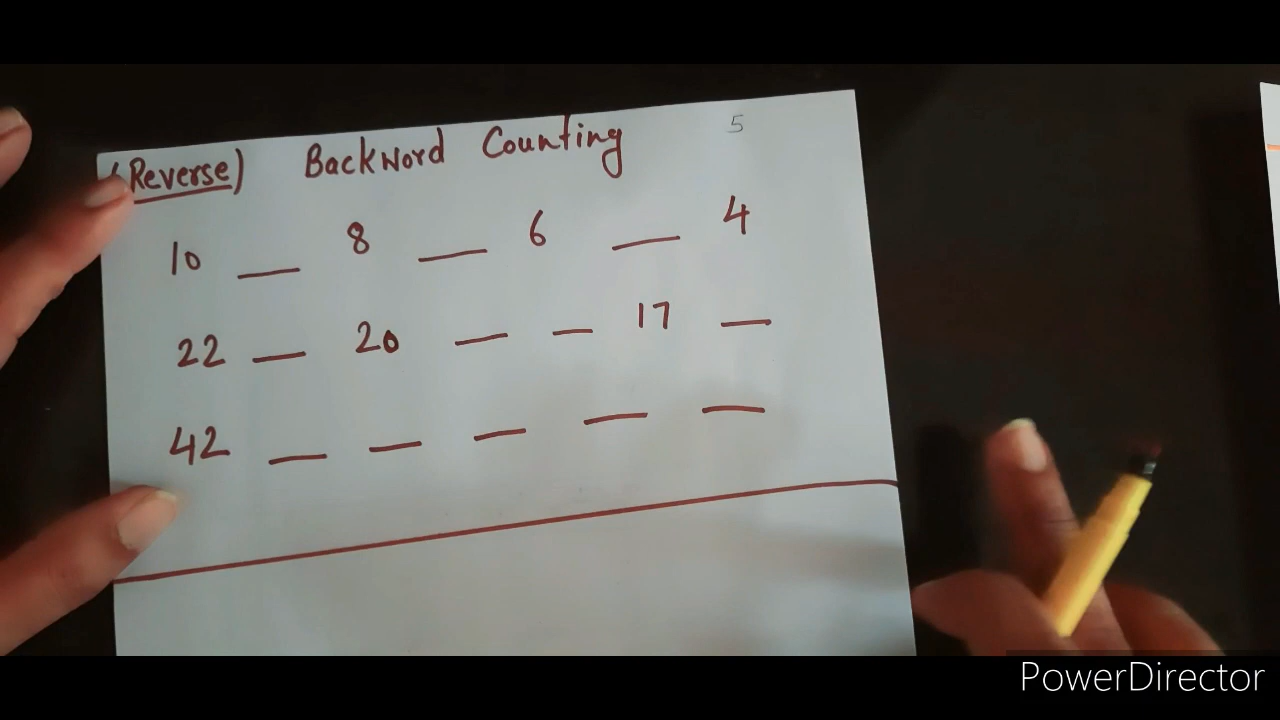 (Reverse) Backword Counting 5
10 __ 8 __ 6 __ 4
22 __ 20 __ __ 17 __
42 __ __ __ __ __
PowerDirector